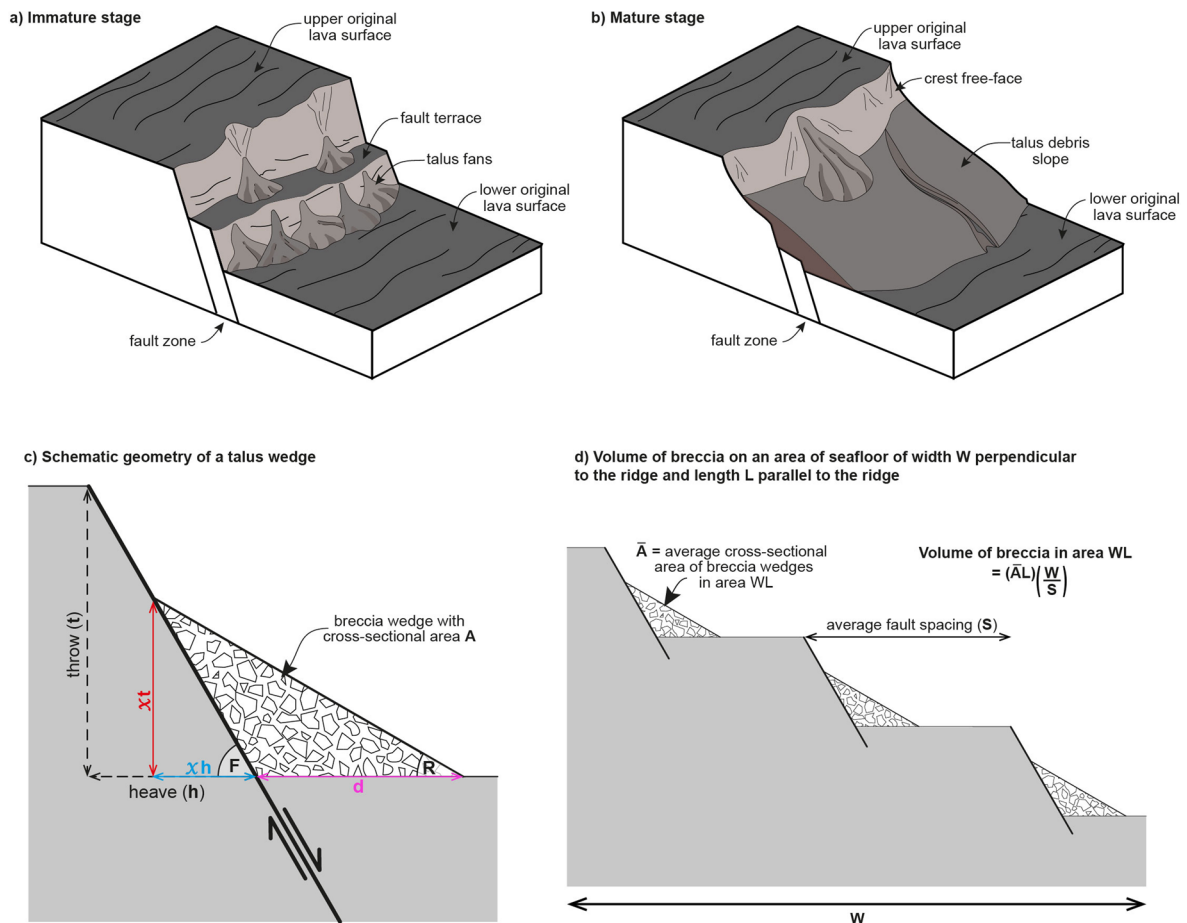 a) Immature stage
upper original
lava surface
fault terrace
talus fans
lower original
lava surface
fault zone
b) Mature stage
upper original
lava surface
crest free-face
talus debris
slope
lower original
lava surface
fault zone
c) Schematic geometry of a talus wedge
throw (t)
xt
breccia wedge with
cross-sectional area A
xh
F
R
d
heave (h)
d) Volume of breccia on an area of seafloor of width W perpendicular
to the ridge and length L parallel to the ridge
A̅ = average cross-sectional
area of breccia wedges
in area WL
Volume of breccia in area WL
= (A̅L)(W/S)
average fault spacing (S)
W